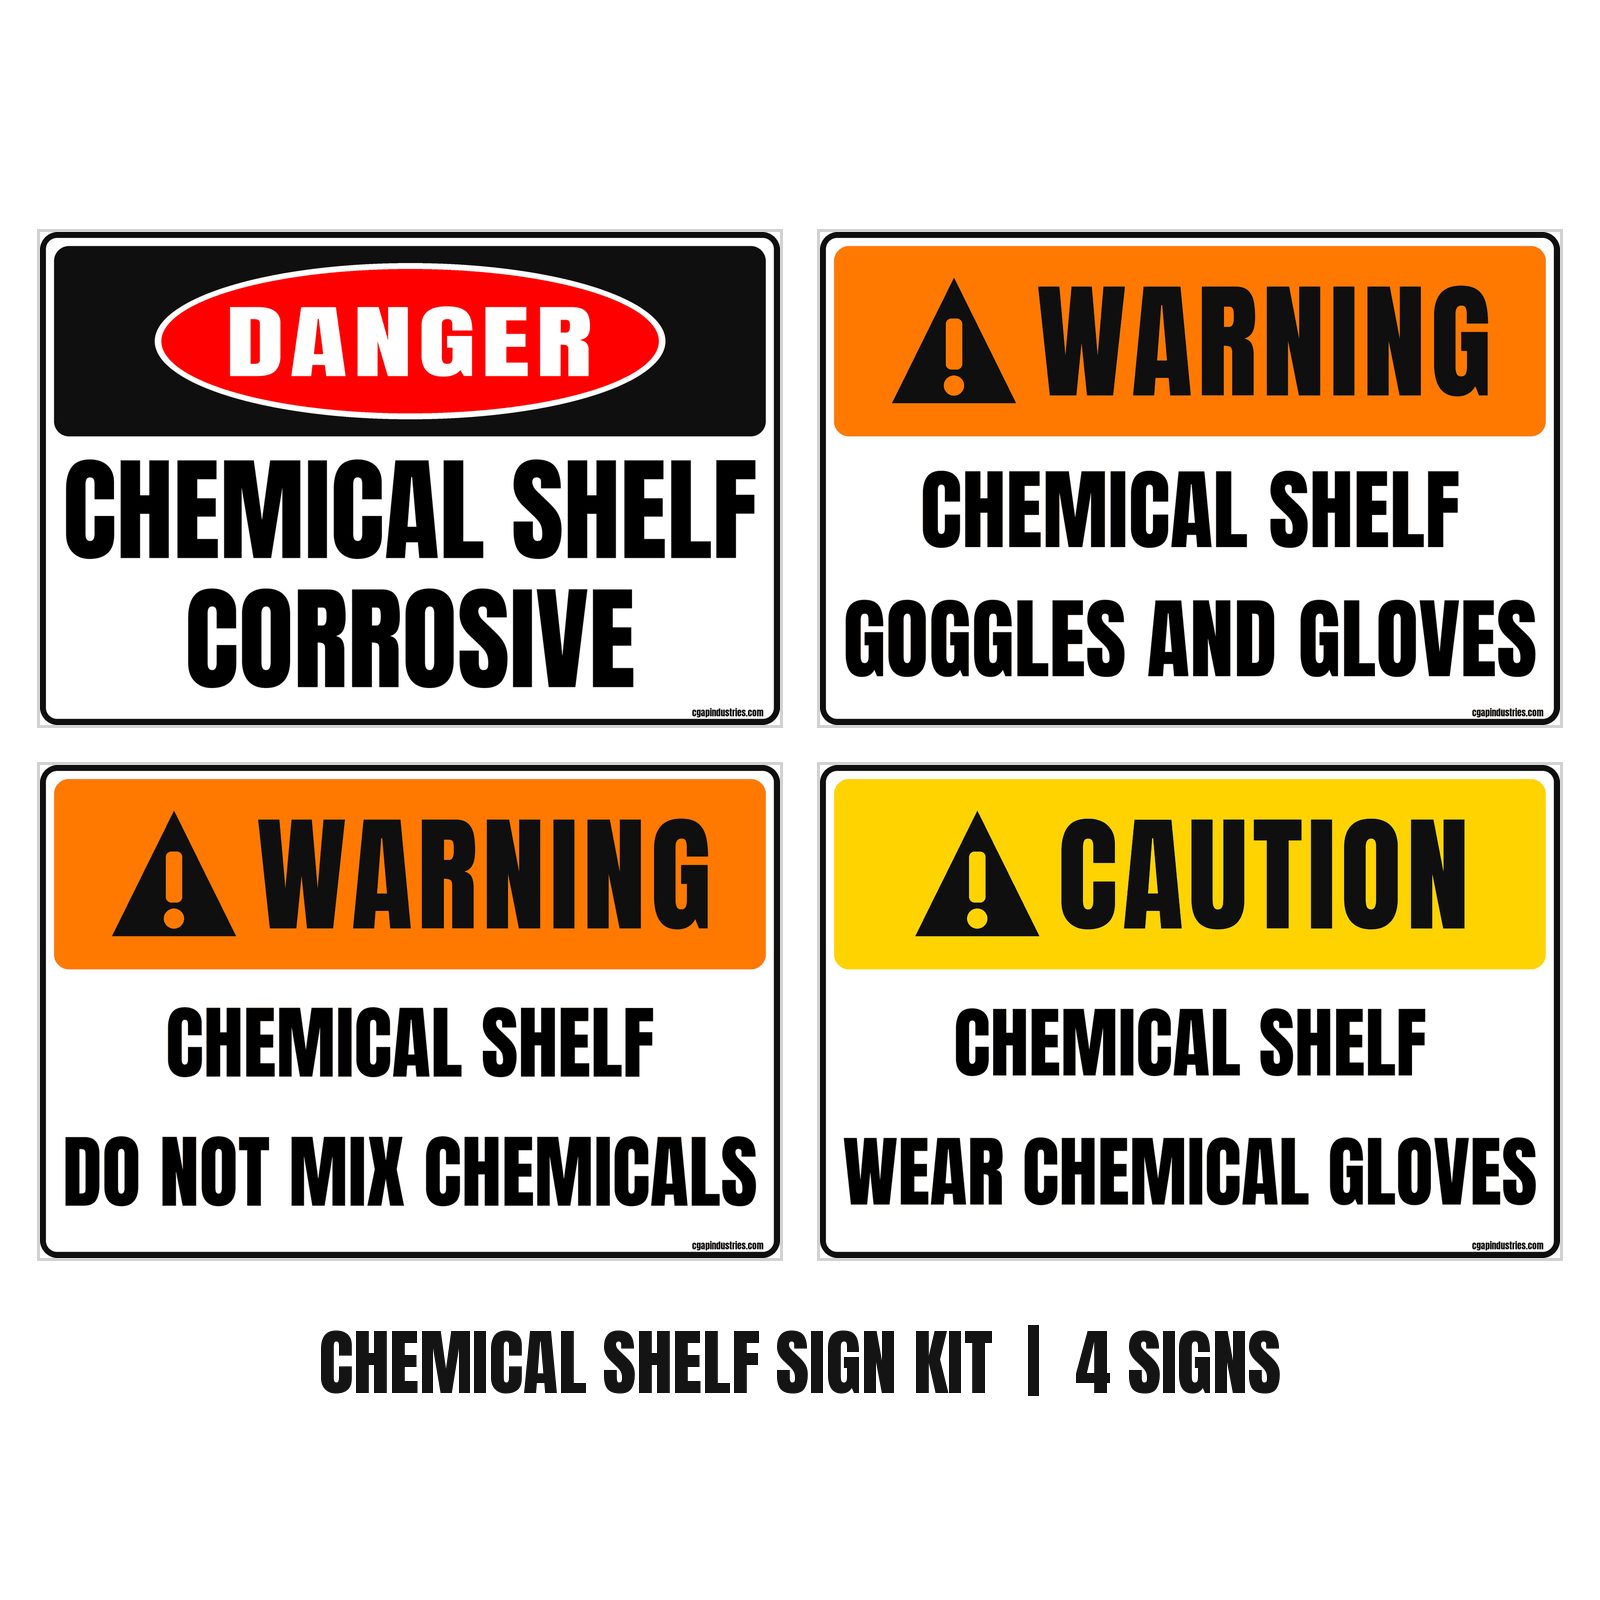 DANGER
CHEMICAL SHELF
CORROSIVE
cgapindustries.com
WARNING
CHEMICAL SHELF
GOGGLES AND GLOVES
cgapindustries.com
WARNING
CHEMICAL SHELF
DO NOT MIX CHEMICALS
cgapindustries.com
CAUTION
CHEMICAL SHELF
WEAR CHEMICAL GLOVES
cgapindustries.com
CHEMICAL SHELF SIGN KIT | 4 SIGNS